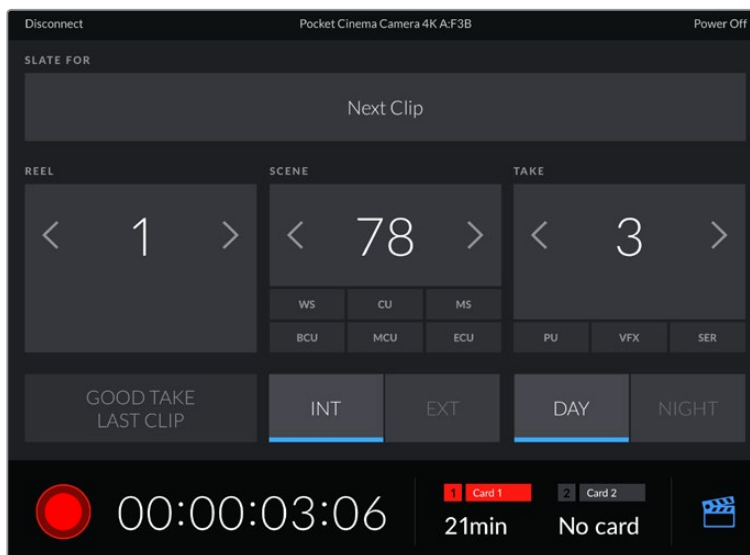 Disconnect Pocket Cinema Camera 4K A:F3B Power Off
SLATE FOR
Next Clip
REEL SCENE TAKE
1 78 3
WS CU MS
BCU MCU ECU PU VFX SER
GOOD TAKE
LAST CLIP
INT EXT DAY NIGHT
1 Card 1 2 Card 2
00:00:03:06 21min No card